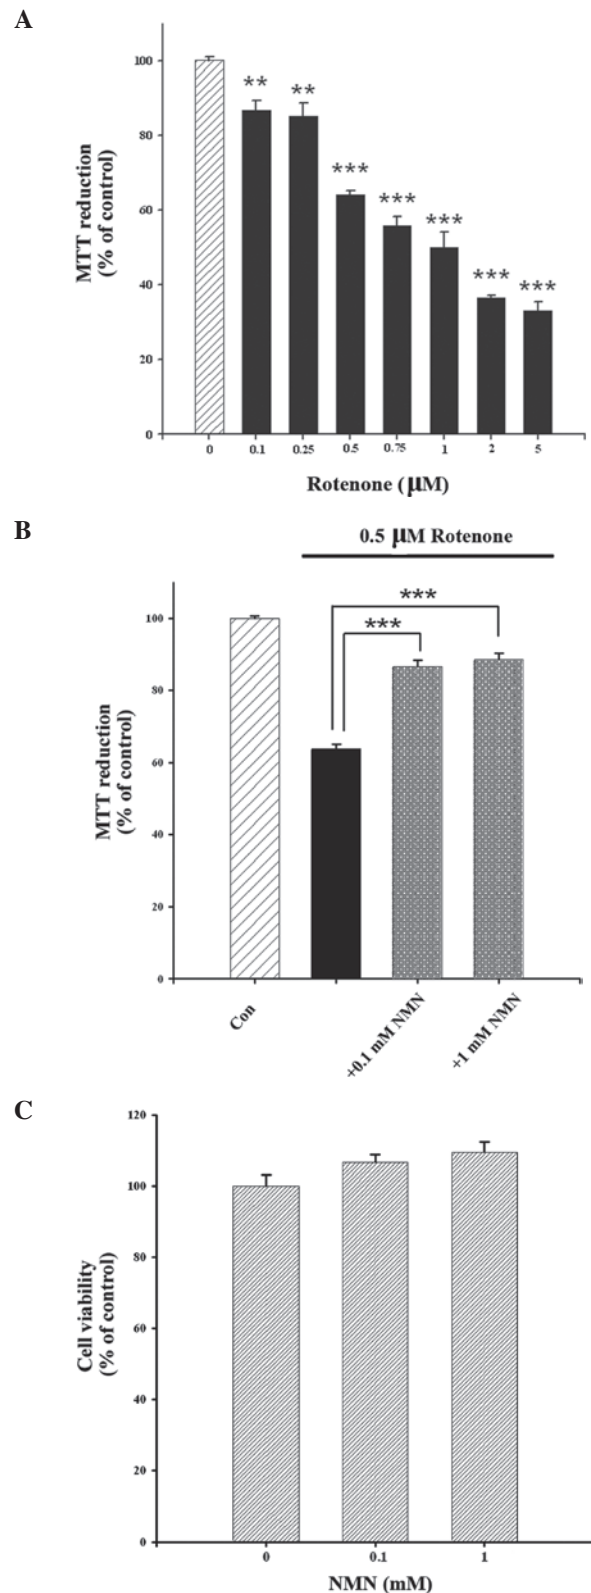 A
MTT reduction
(% of control)
100
80
60
40
20
0
**
**
***
***
***
***
***
0 0.1 0.25 0.5 0.75 1 2 5
Rotenone (μM)
B
0.5 μM Rotenone
MTT reduction
(% of control)
100
80
60
40
20
0
***
***
Con
+0.1 mM NMN
+1 mM NMN
C
Cell viability
(% of control)
120
100
80
60
40
20
0
0 0.1 1
NMN (mM)